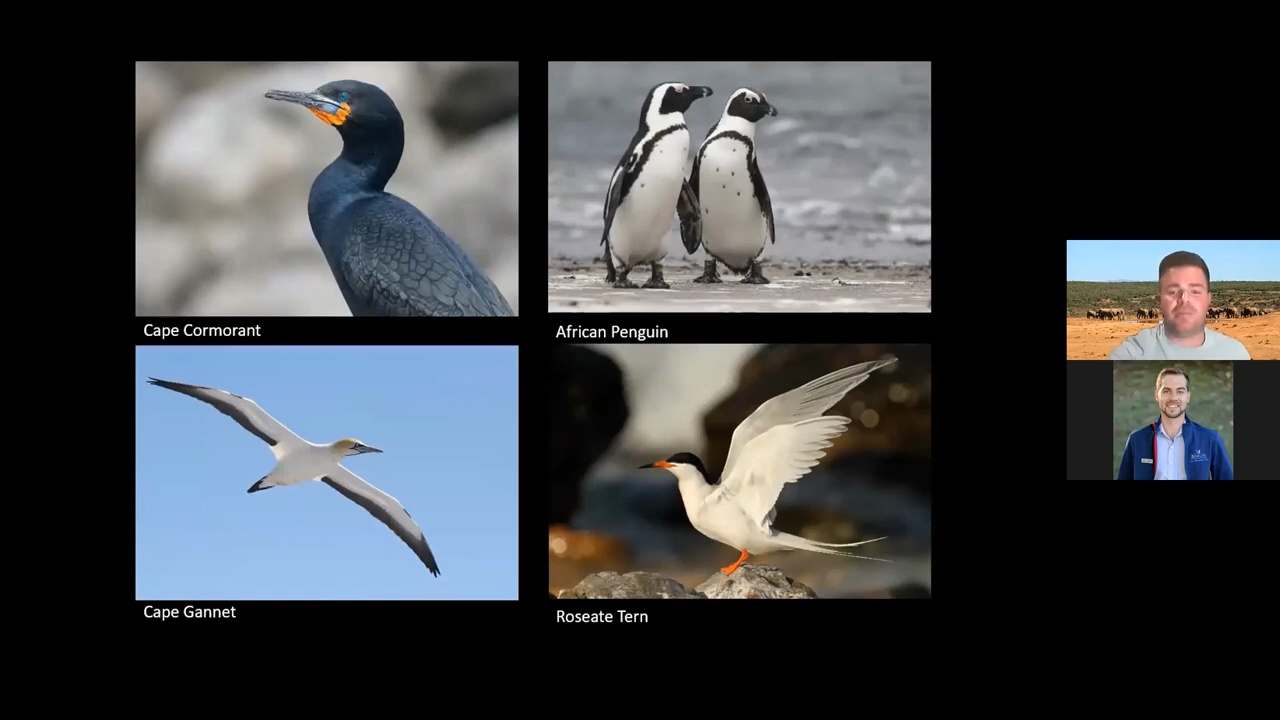 Cape Cormorant
African Penguin
Cape Gannet
Roseate Tern